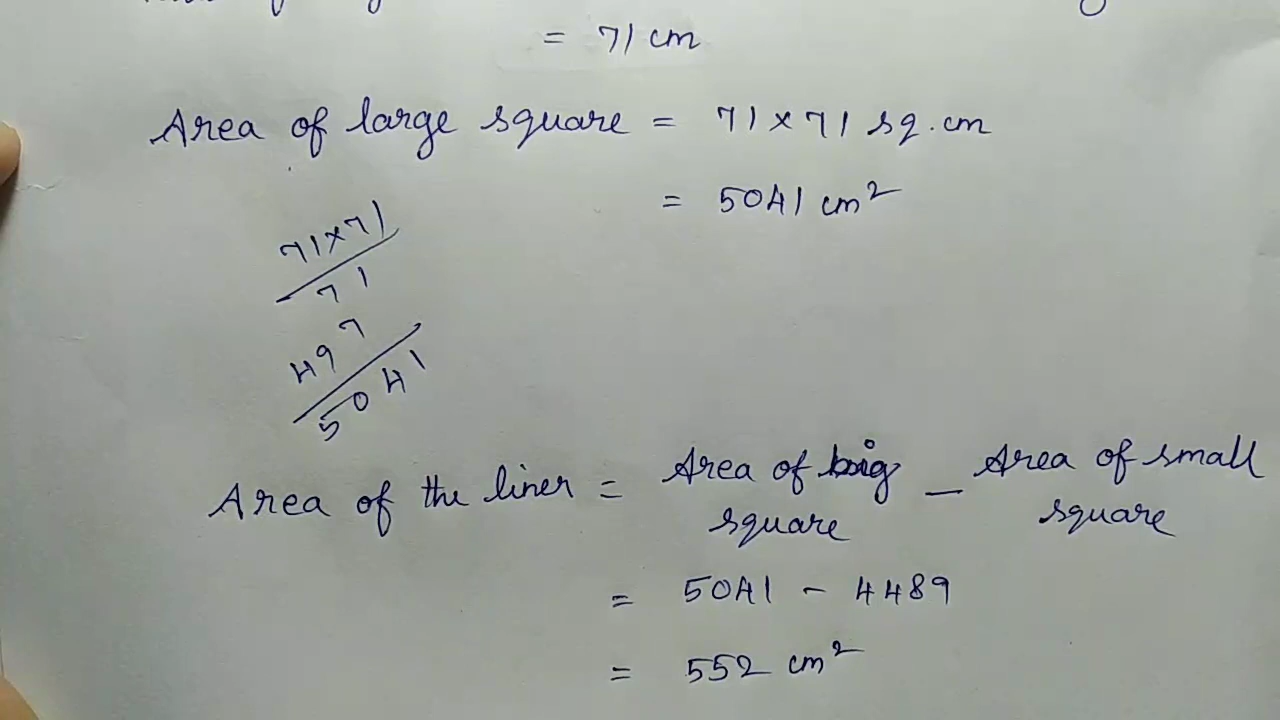 = 71 cm
Area of large square = 71 x 71 sq. cm
= 5041 cm²
71x71
71
497
5041
Area of the liner = Area of big square — Area of small square
= 5041 - 4489
= 552 cm²